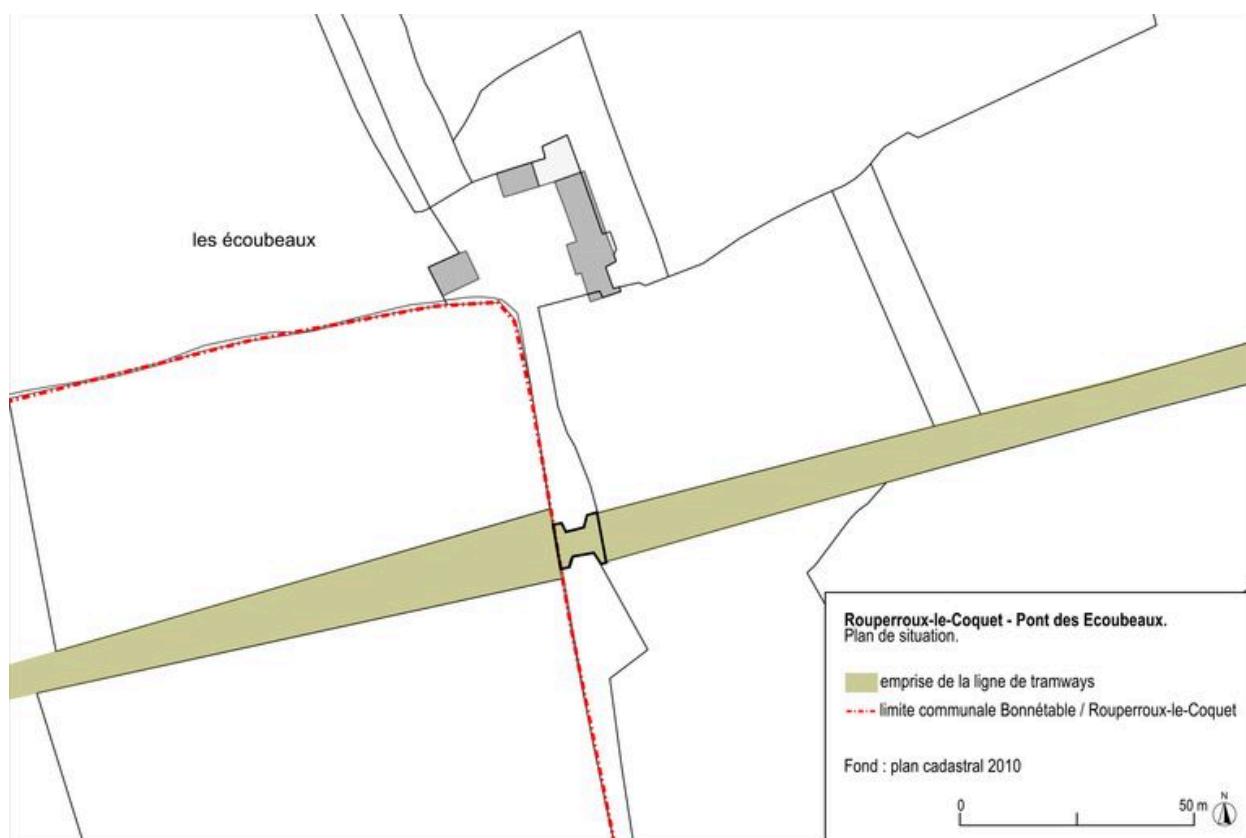 les écoubeaux
Rouperroux-le-Coquet - Pont des Ecoubeaux.
Plan de situation.
emprise de la ligne de tramways
limite communale Bonnétable / Rouperroux-le-Coquet
Fond : plan cadastral 2010
0 50 m N